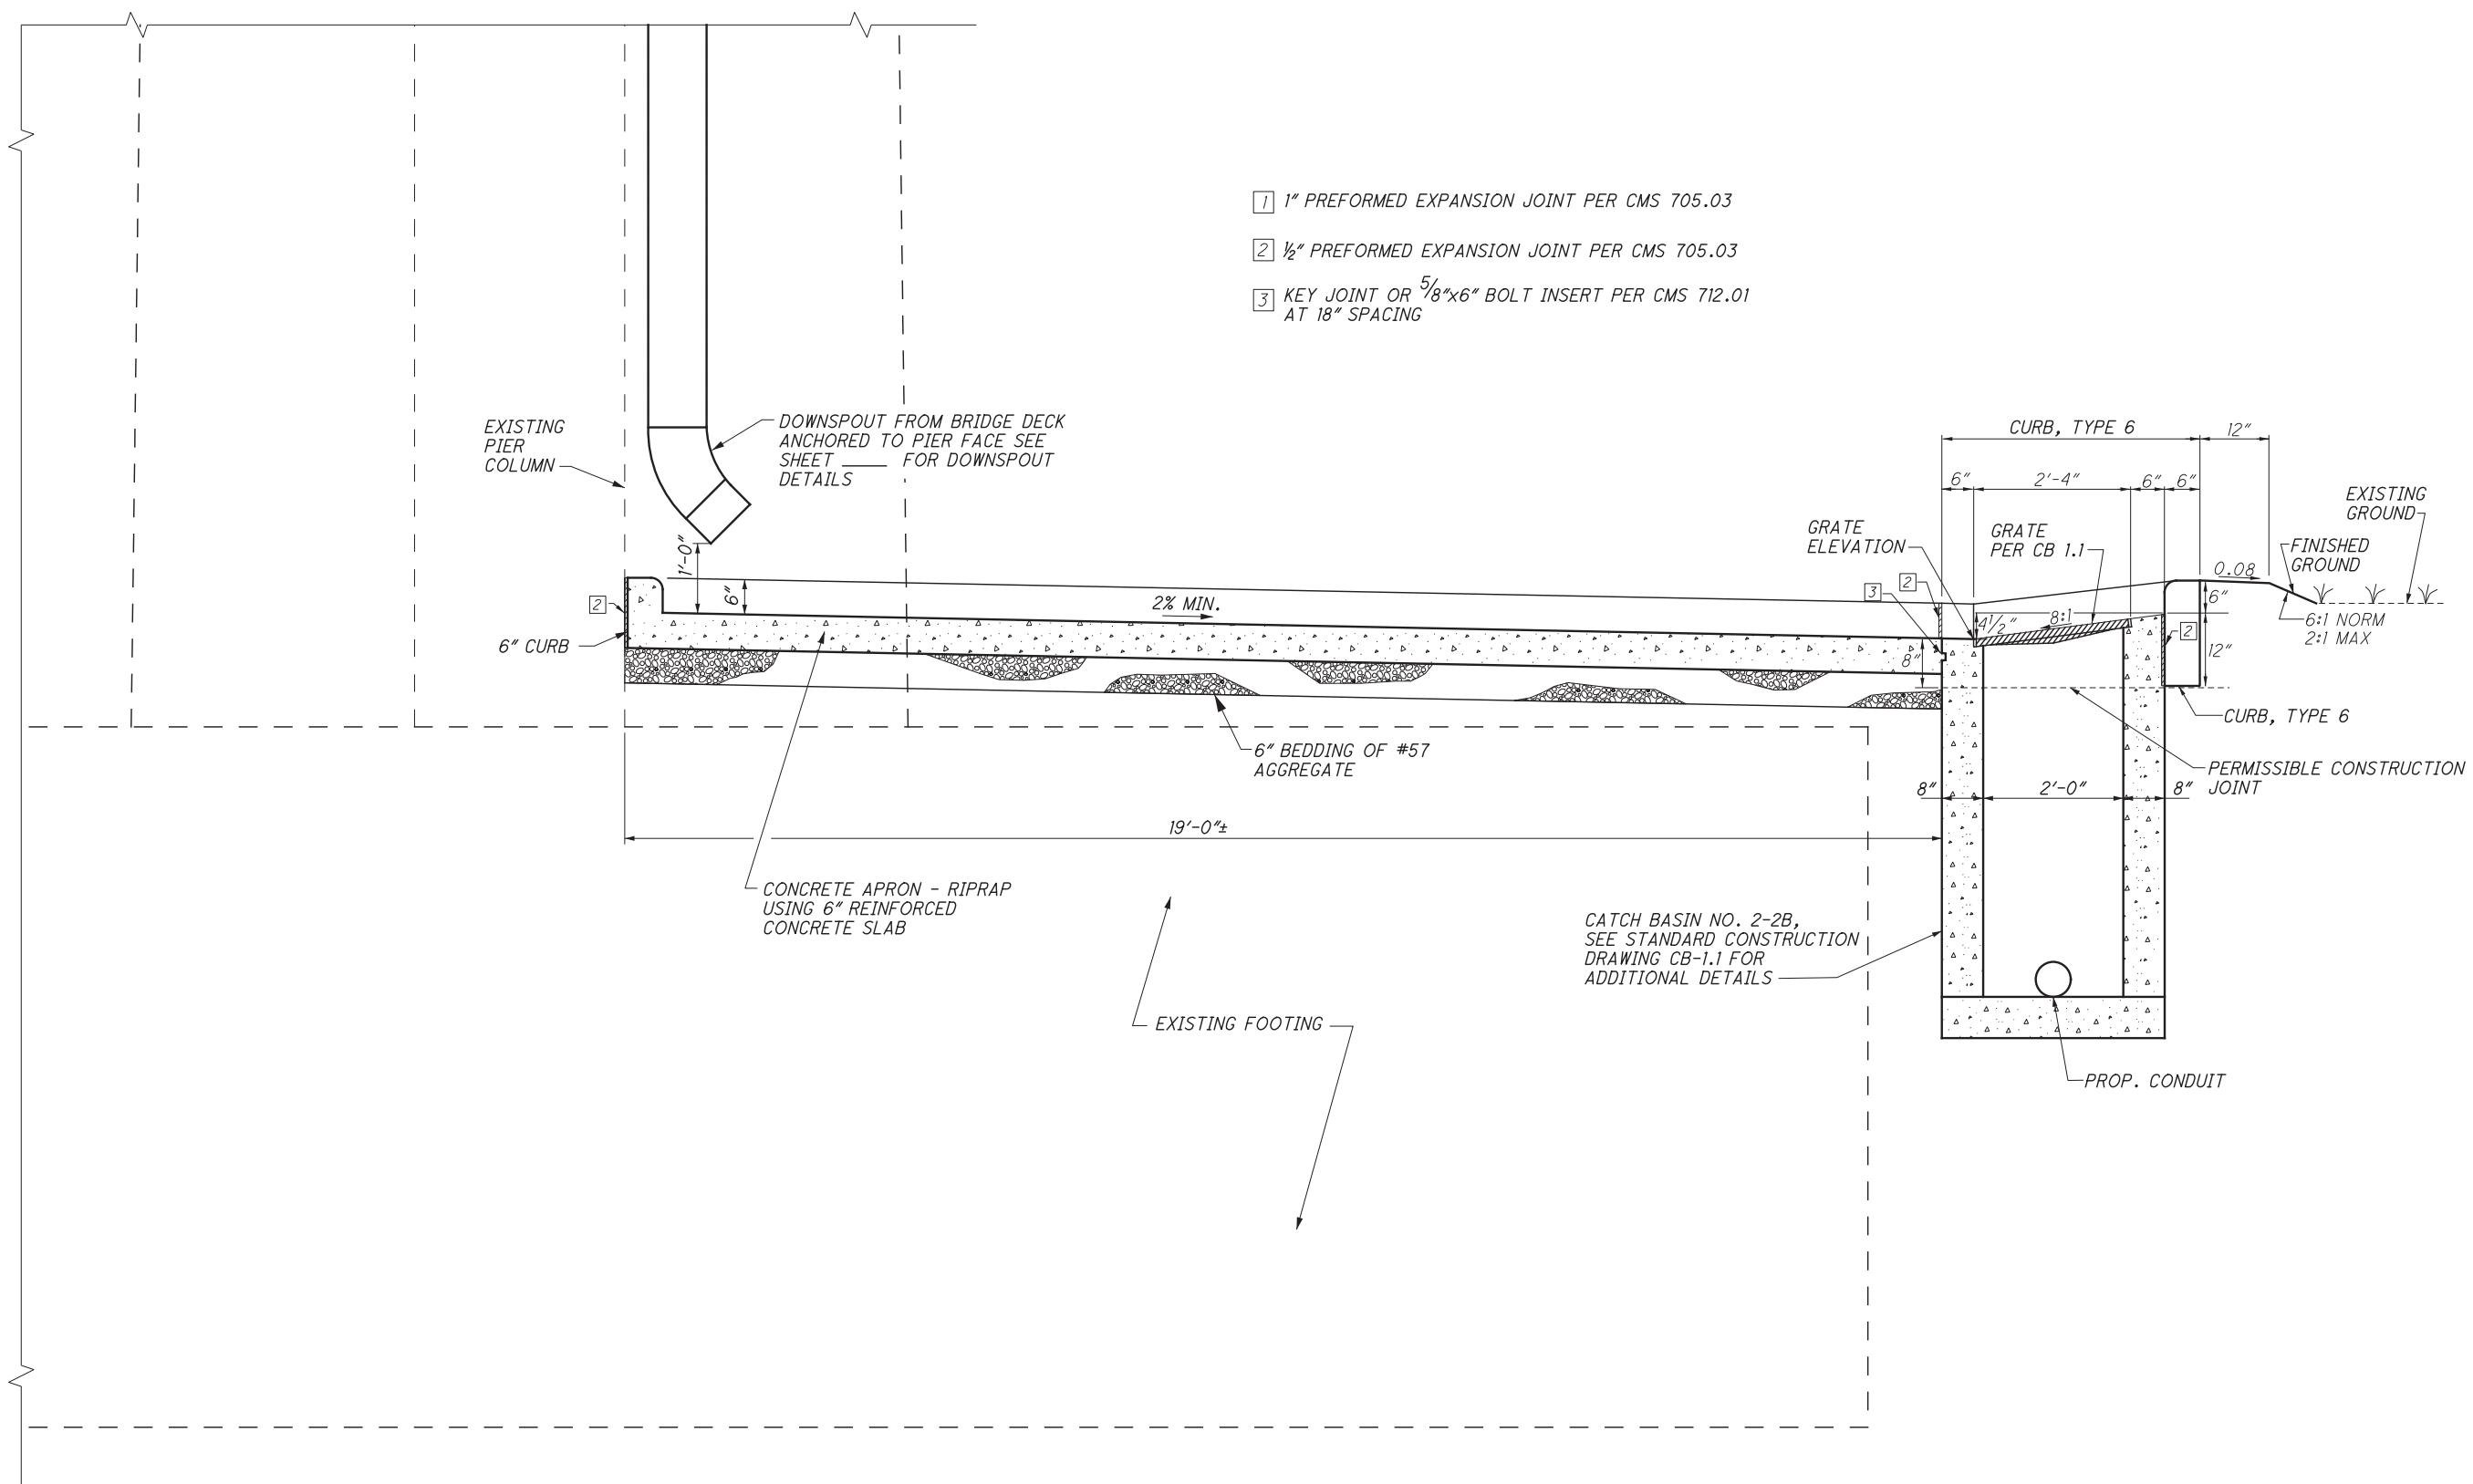 1 1" PREFORMED EXPANSION JOINT PER CMS 705.03
2 ½" PREFORMED EXPANSION JOINT PER CMS 705.03
3 KEY JOINT OR 5/8"x6" BOLT INSERT PER CMS 712.01
AT 18" SPACING
EXISTING
PIER
COLUMN
DOWNSPOUT FROM BRIDGE DECK
ANCHORED TO PIER FACE SEE
SHEET _____ FOR DOWNSPOUT
DETAILS
CURB, TYPE 6
12"
6"
2'-4"
6"
6"
EXISTING
GROUND
GRATE
ELEVATION
GRATE
PER CB 1.1
FINISHED
GROUND
1'-0"
6"
2% MIN.
2
3
2
0.08
6"
4½"
8:1
6:1 NORM
2:1 MAX
2
12"
8"
6" CURB
CURB, TYPE 6
6" BEDDING OF #57
AGGREGATE
PERMISSIBLE CONSTRUCTION
JOINT
8"
2'-0"
8"
19'-0"±
CONCRETE APRON - RIPRAP
USING 6" REINFORCED
CONCRETE SLAB
CATCH BASIN NO. 2-2B,
SEE STANDARD CONSTRUCTION
DRAWING CB-1.1 FOR
ADDITIONAL DETAILS
EXISTING FOOTING
PROP. CONDUIT